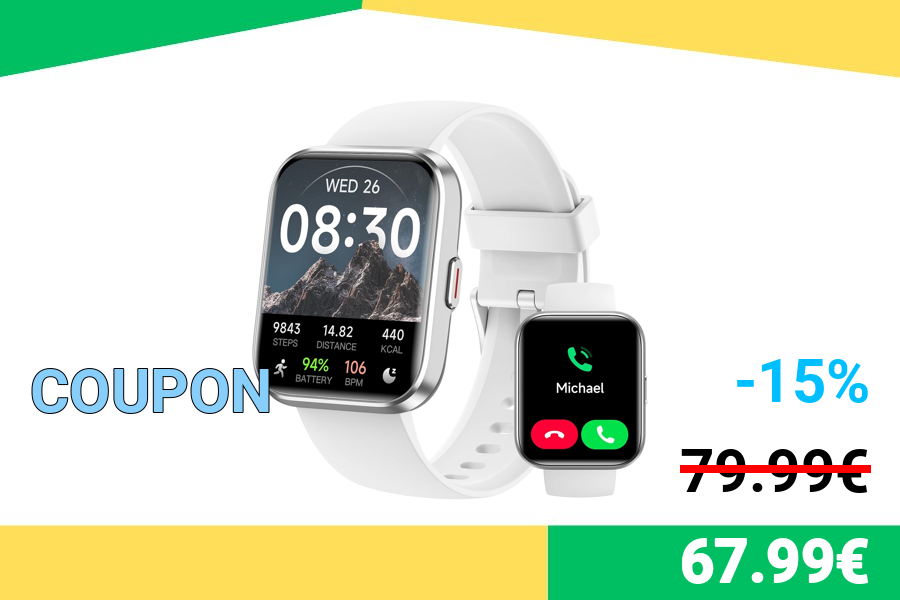 WED 26
08:30
9843 14.82 440
STEPS DISTANCE KCAL
94% 106
BATTERY BPM
Michael
COUPON
-15%
79.99€
67.99€